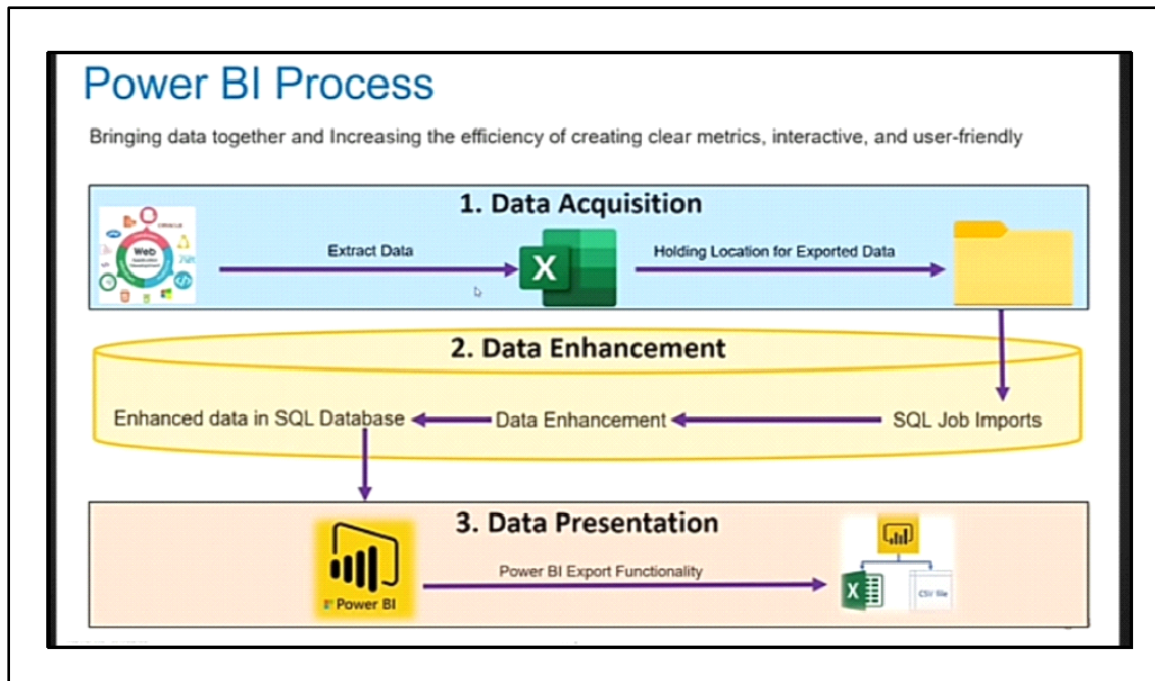 Power BI Process
Bringing data together and Increasing the efficiency of creating clear metrics, interactive, and user-friendly
1. Data Acquisition
Web
Extract Data
X
Holding Location for Exported Data
2. Data Enhancement
Enhanced data in SQL Database
Data Enhancement
SQL Job Imports
3. Data Presentation
Power BI
Power BI Export Functionality
X
CSV file